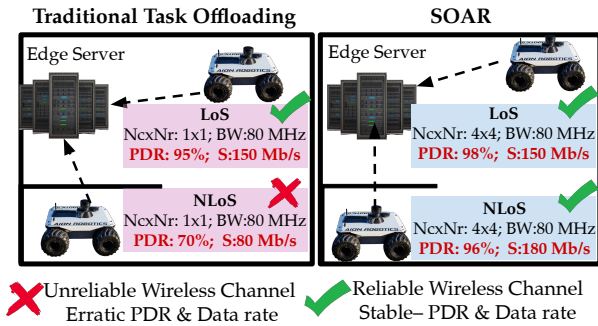 Traditional Task Offloading
Edge Server
AION ROBOTICS
LoS
NcxNr: 1x1; BW:80 MHz
PDR: 95%; S:150 Mb/s
NLoS
NcxNr: 1x1; BW:80 MHz
PDR: 70%; S:80 Mb/s
AION ROBOTICS
SOAR
Edge Server
AION ROBOTICS
LoS
NcxNr: 4x4; BW:80 MHz
PDR: 98%; S:150 Mb/s
NLoS
NcxNr: 4x4; BW:80 MHz
PDR: 96%; S:180 Mb/s
AION ROBOTICS
Unreliable Wireless Channel
Erratic PDR & Data rate
Reliable Wireless Channel
Stable– PDR & Data rate